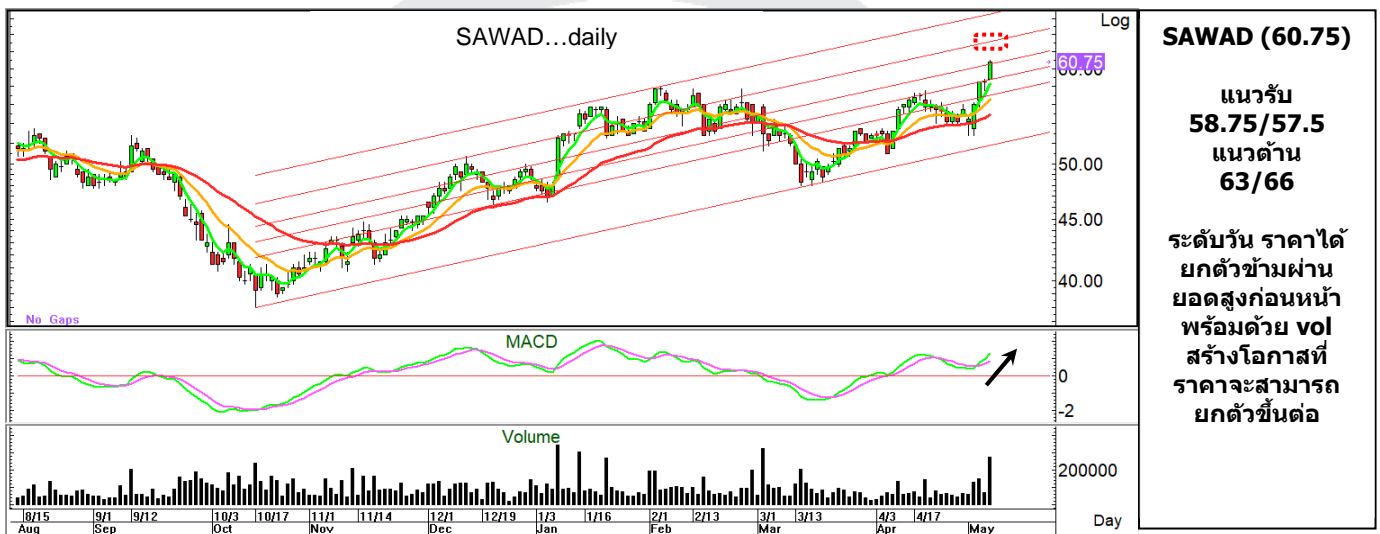 SAWAD...daily
Log
60.75
60.00
50.00
45.00
40.00
No Gaps
MACD
0
-2
Volume
200000
8/15 9/1 9/12 10/3 10/17 11/1 11/14 12/1 12/19 1/3 1/16 2/1 2/13 3/1 3/13 4/3 4/17
Aug Sep Oct Nov Dec Jan Feb Mar Apr May
Day
SAWAD (60.75)
แนวรับ
58.75/57.5
แนวต้าน
63/66
ระดับวัน ราคาได้
ยกตัวข้ามผ่าน
ยอดสูงก่อนหน้า
พร้อมด้วย vol
สร้างโอกาสที่
ราคาจะสามารถ
ยกตัวขึ้นต่อ